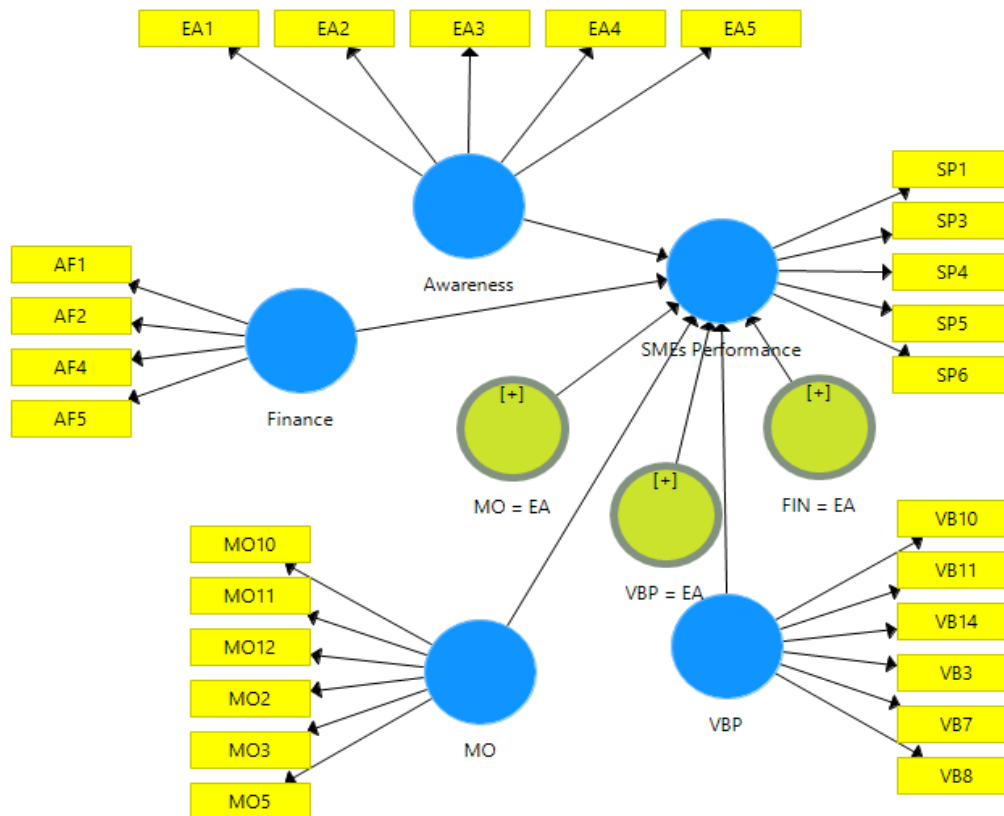 EA1
EA2
EA3
EA4
EA5
Awareness
SP1
SP3
SP4
SP5
SP6
SMEs Performance
AF1
AF2
AF4
AF5
Finance
[+]
MO = EA
[+]
VBP = EA
[+]
FIN = EA
MO10
MO11
MO12
MO2
MO3
MO5
MO
VB10
VB11
VB14
VB3
VB7
VB8
VBP